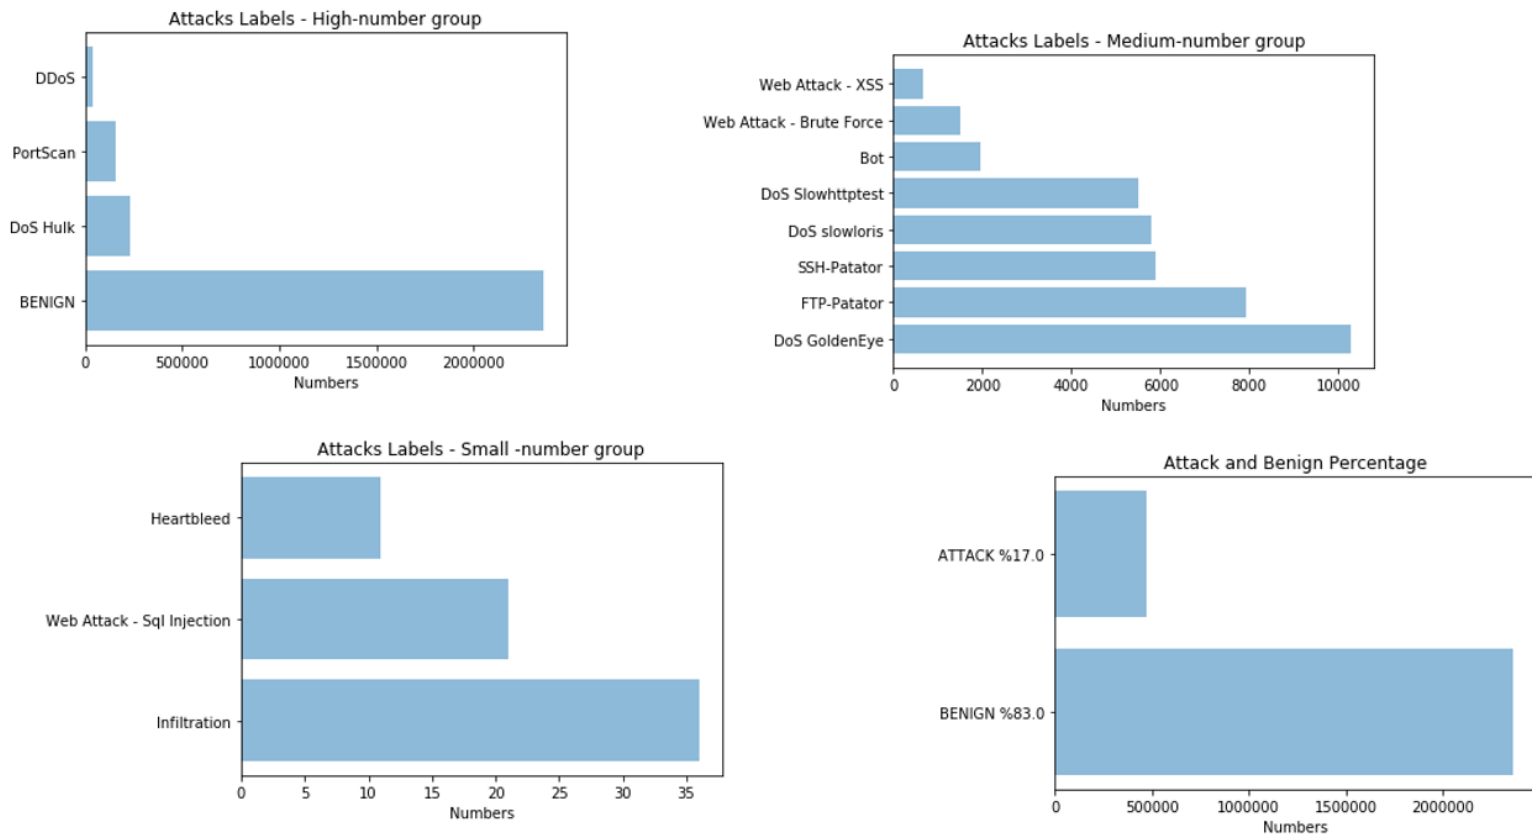 Attacks Labels - High-number group
DDoS
PortScan
DoS Hulk
BENIGN
0 500000 1000000 1500000 2000000
Numbers
Attacks Labels - Medium-number group
Web Attack - XSS
Web Attack - Brute Force
Bot
DoS Slowhttptest
DoS slowloris
SSH-Patator
FTP-Patator
DoS GoldenEye
0 2000 4000 6000 8000 10000
Numbers
Attacks Labels - Small -number group
Heartbleed
Web Attack - Sql Injection
Infiltration
0 5 10 15 20 25 30 35
Numbers
Attack and Benign Percentage
ATTACK %17.0
BENIGN %83.0
0 500000 1000000 1500000 2000000
Numbers